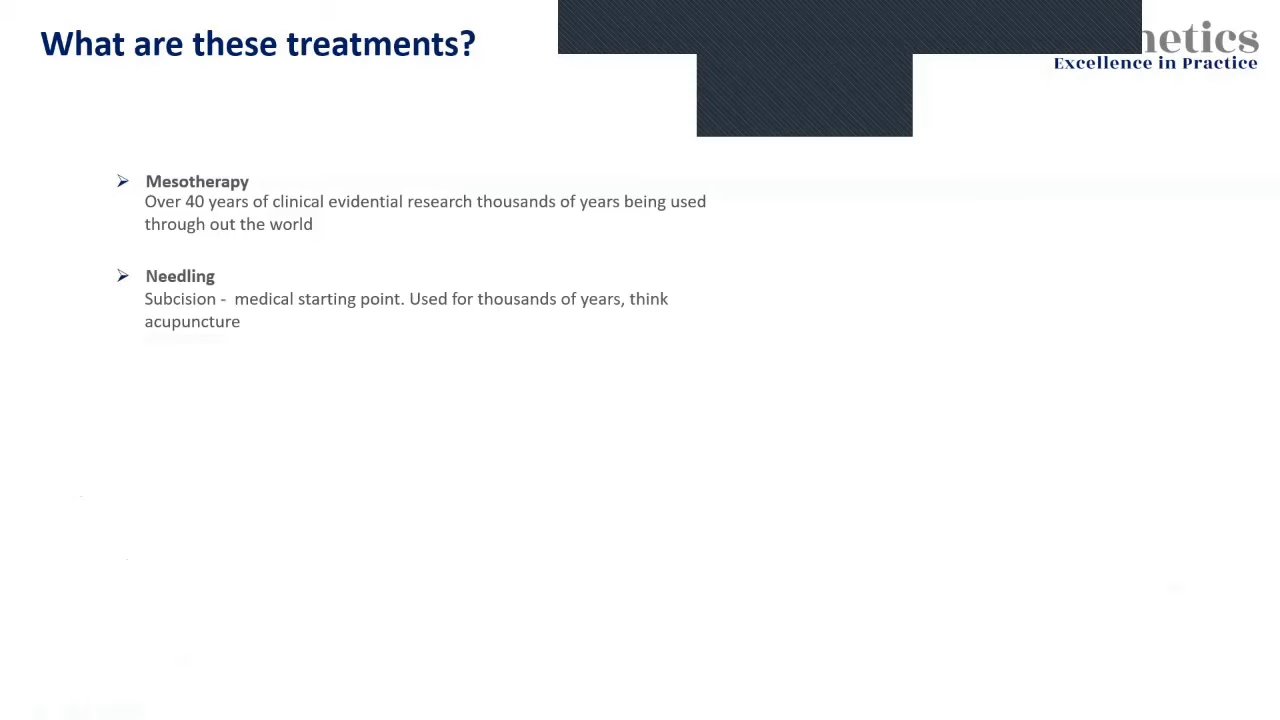 What are these treatments?
netics
Excellence in Practice
Mesotherapy
Over 40 years of clinical evidential research thousands of years being used
through out the world
Needling
Subcision - medical starting point. Used for thousands of years, think
acupuncture